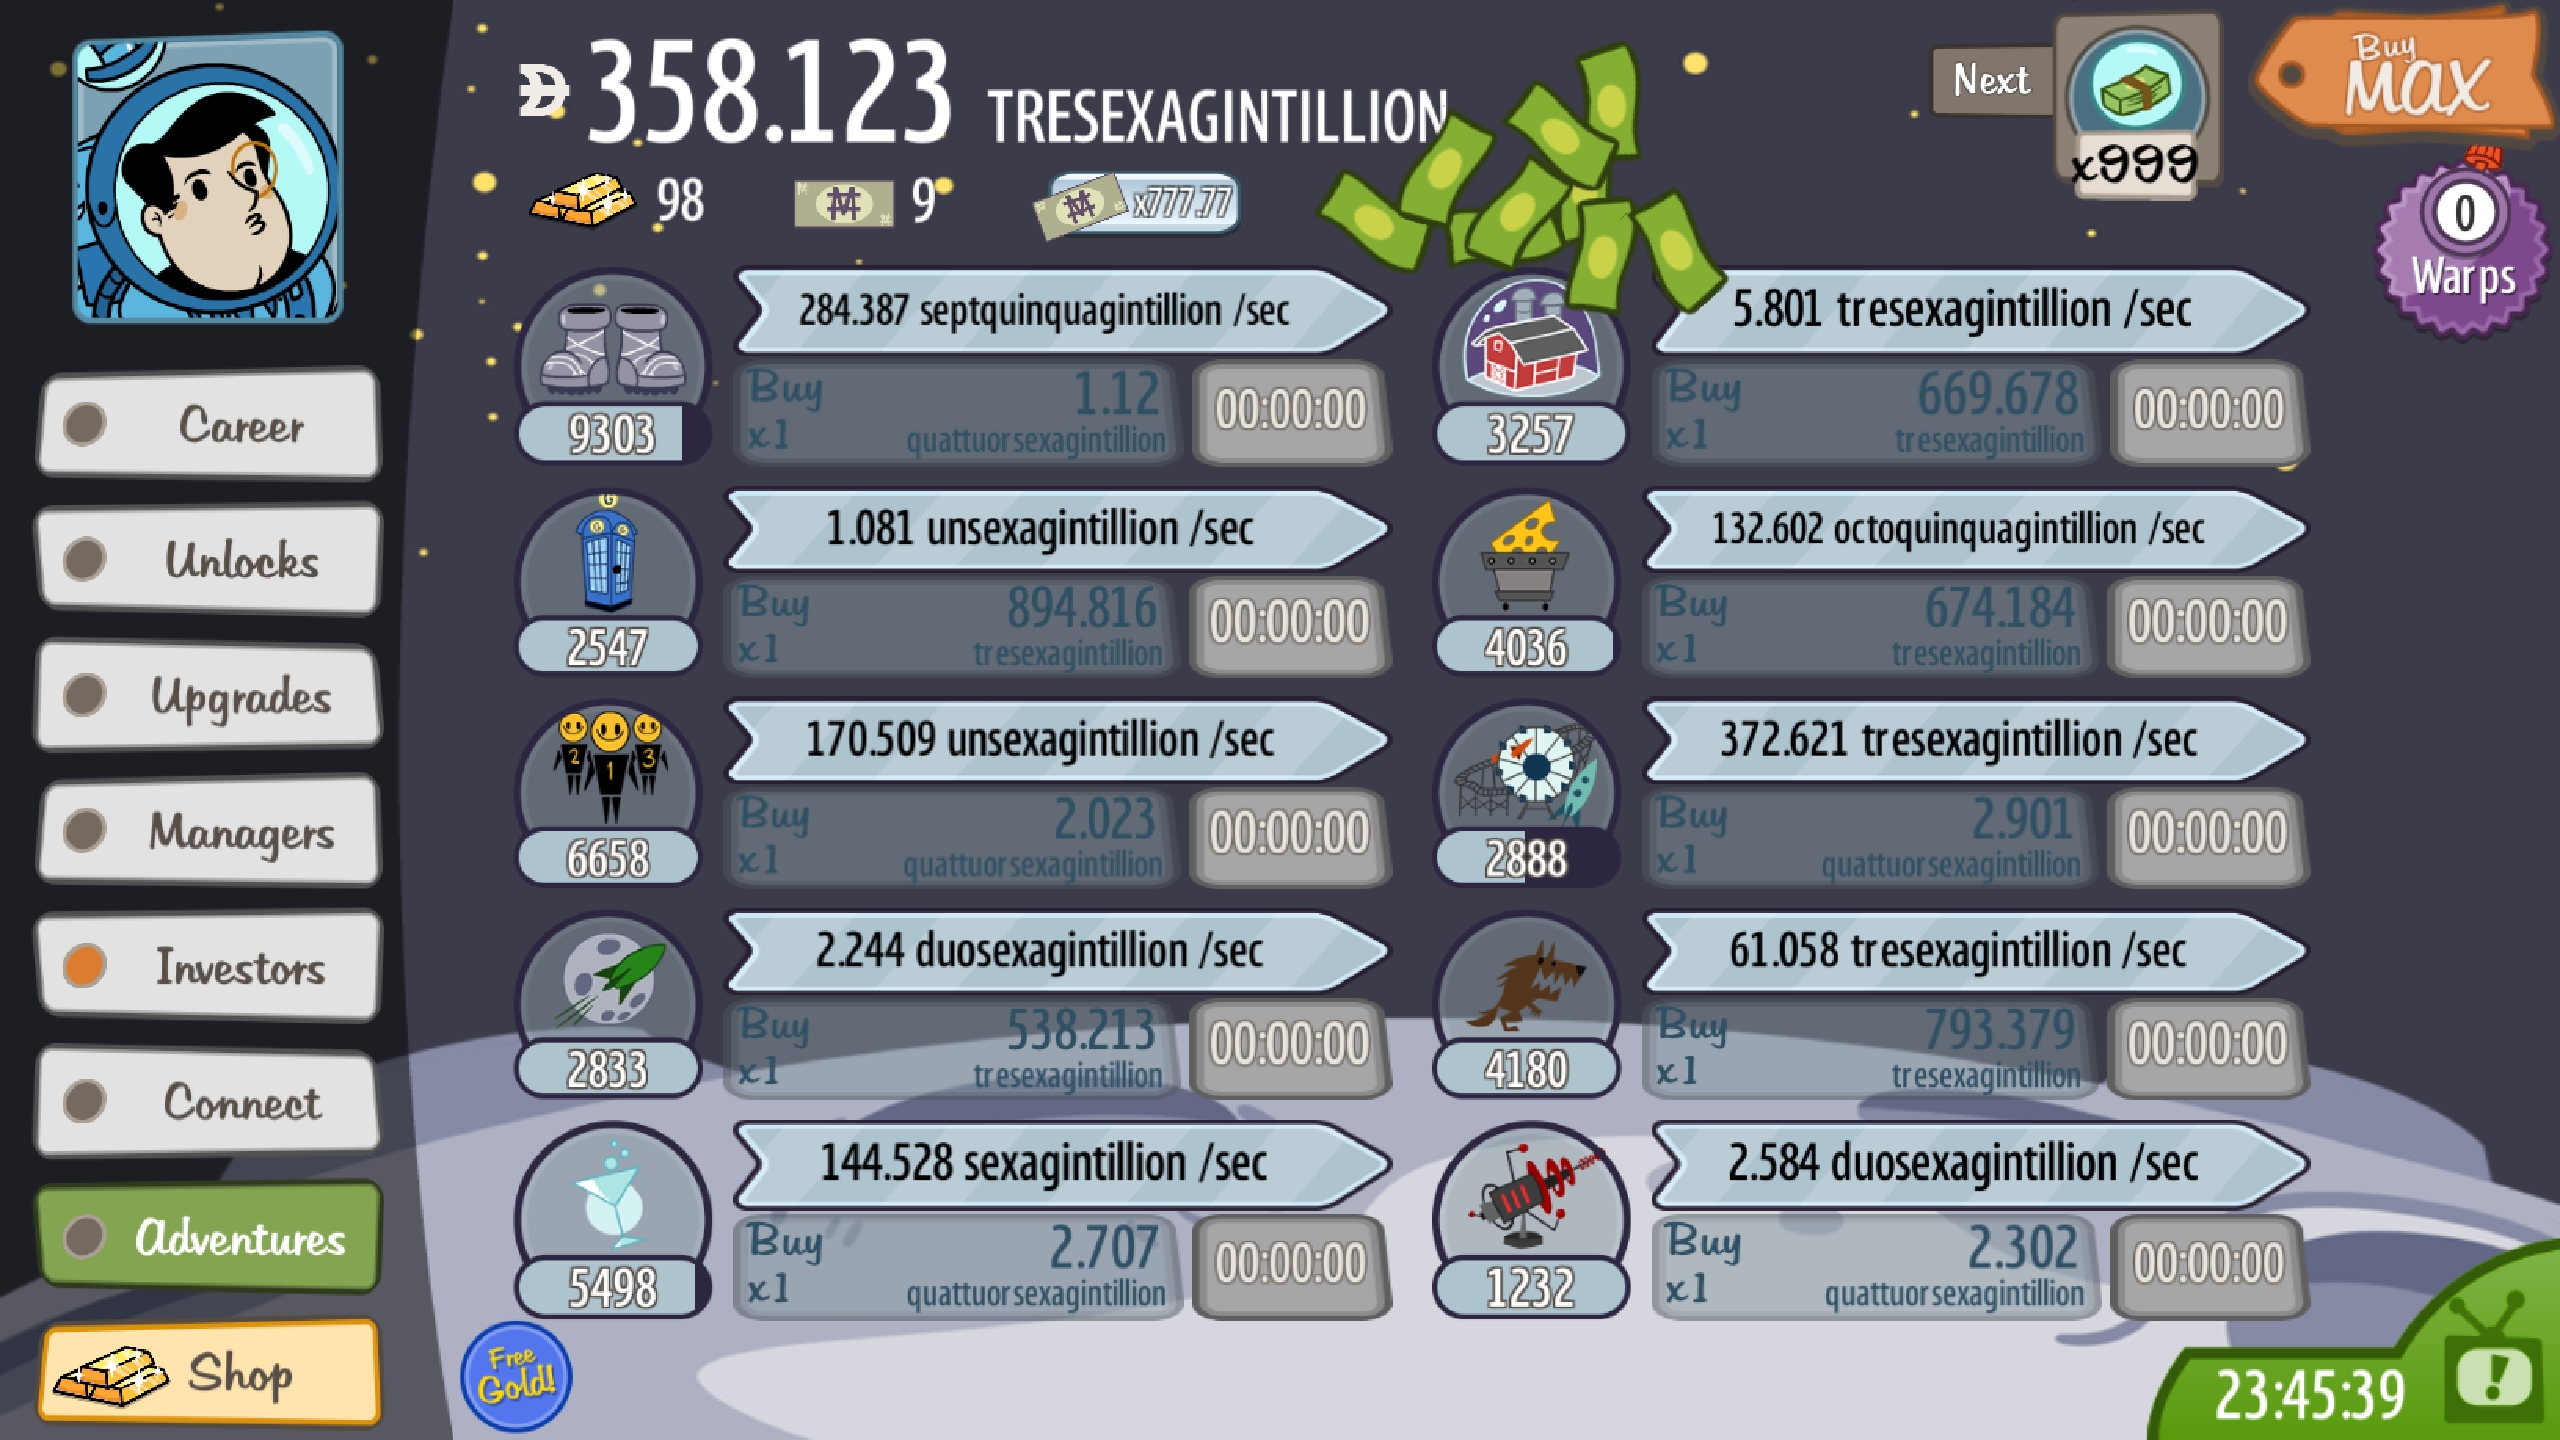 358.123 TRESEXAGINTILLION
Next
x999
Buy
MAX
98
9
x777.77
0
Warps
Career
Unlocks
Upgrades
Managers
Investors
Connect
Adventures
Shop
284.387 septquinquagintillion /sec
9303
Buy
x1
1.12
quattuorsexagintillion
00:00:00
5.801 tresexagintillion /sec
3257
Buy
x1
669.678
tresexagintillion
00:00:00
1.081 unsexagintillion /sec
G
G G
2547
Buy
x1
894.816
tresexagintillion
00:00:00
132.602 octoquinquagintillion /sec
4036
Buy
x1
674.184
tresexagintillion
00:00:00
170.509 unsexagintillion /sec
2 1 3
6658
Buy
x1
2.023
quattuorsexagintillion
00:00:00
372.621 tresexagintillion /sec
2888
Buy
x1
2.901
quattuorsexagintillion
00:00:00
2.244 duosexagintillion /sec
2833
Buy
x1
538.213
tresexagintillion
00:00:00
61.058 tresexagintillion /sec
4180
Buy
x1
793.379
tresexagintillion
00:00:00
144.528 sexagintillion /sec
5498
Buy
x1
2.707
quattuorsexagintillion
00:00:00
2.584 duosexagintillion /sec
1232
Buy
x1
2.302
quattuorsexagintillion
00:00:00
Free
Gold!
23:45:39
!